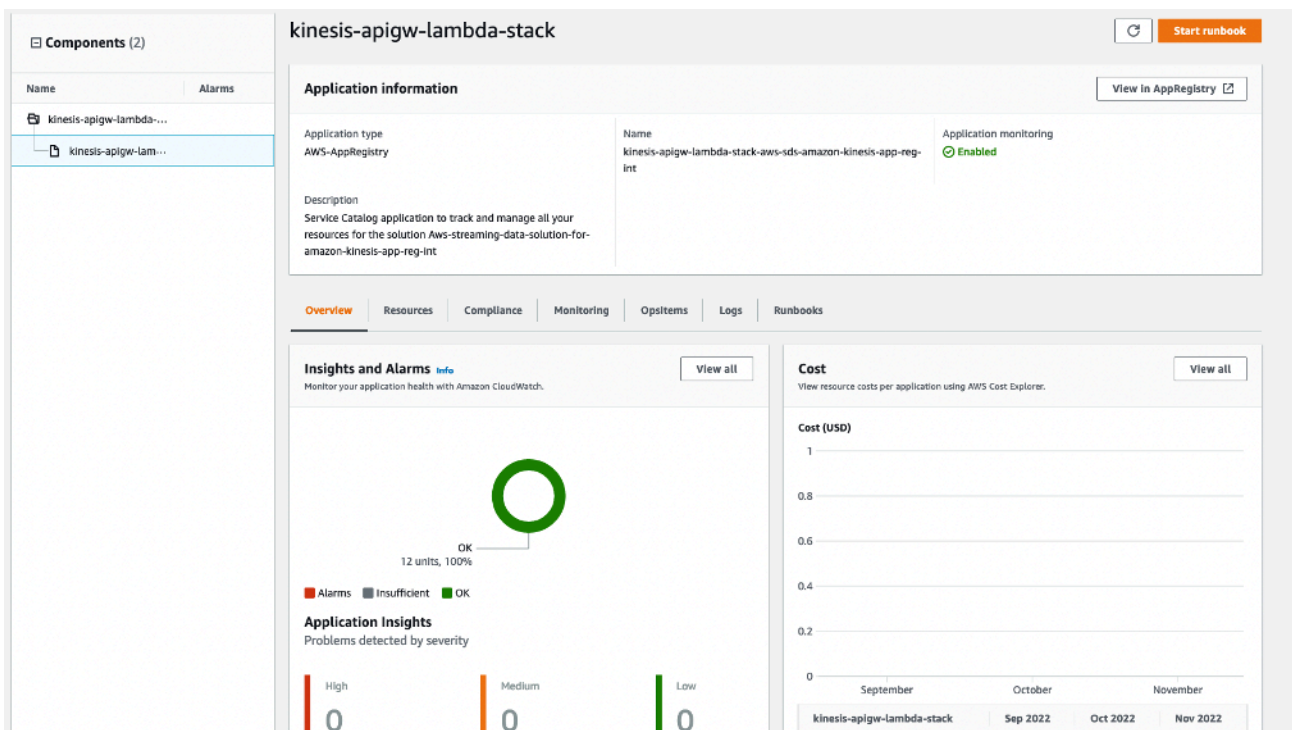 Components (2)
Name Alarms
kinesis-apigw-lambda-...
kinesis-apigw-lam...
kinesis-apigw-lambda-stack
Start runbook
Application information
View in AppRegistry
Application type
AWS-AppRegistry
Name
kinesis-apigw-lambda-stack-aws-sds-amazon-kinesis-app-reg-
int
Application monitoring
Enabled
Description
Service Catalog application to track and manage all your
resources for the solution Aws-streaming-data-solution-for-
amazon-kinesis-app-reg-int
Overview Resources Compliance Monitoring OpsItems Logs Runbooks
Insights and Alarms Info
View all
Monitor your application health with Amazon CloudWatch.
OK
12 units, 100%
Alarms Insufficient OK
Application Insights
Problems detected by severity
High Medium Low
0 0 0
Cost
View all
View resource costs per application using AWS Cost Explorer.
Cost (USD)
1
0.8
0.6
0.4
0.2
0
September October November
kinesis-apigw-lambda-stack Sep 2022 Oct 2022 Nov 2022